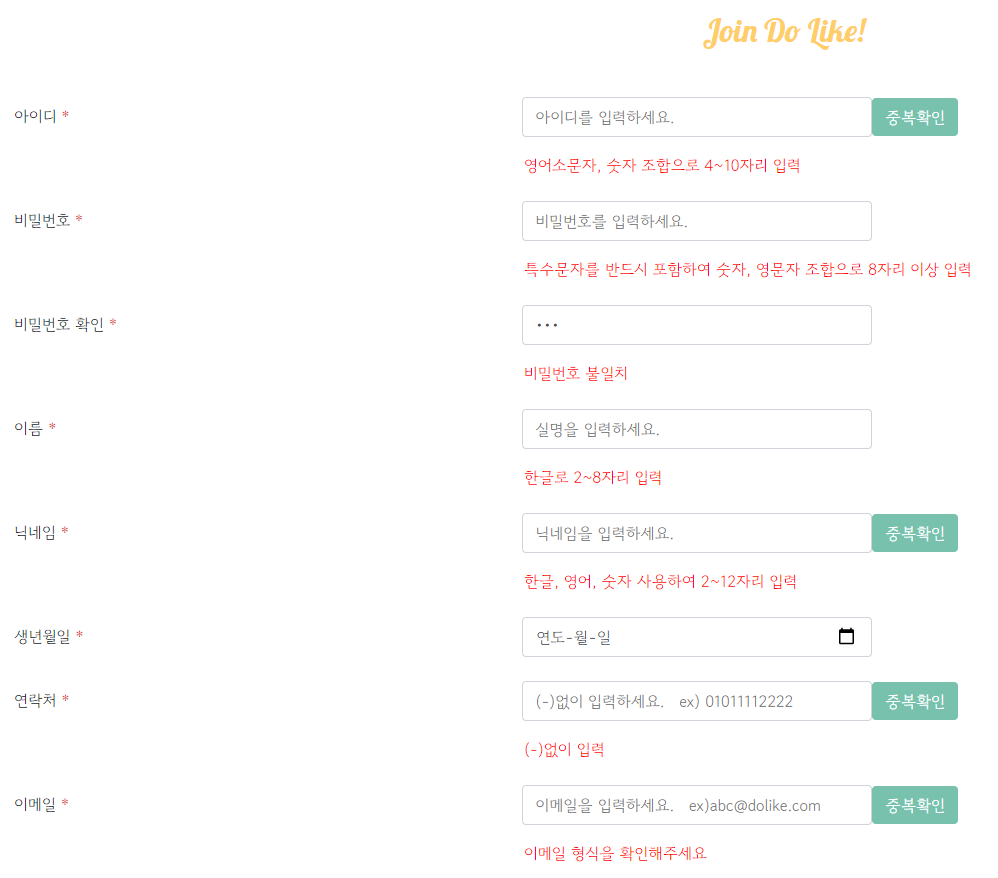 Join Do Like!
아이디 * 아이디를 입력하세요. 중복확인
영어소문자, 숫자 조합으로 4~10자리 입력
비밀번호 * 비밀번호를 입력하세요.
특수문자를 반드시 포함하여 숫자, 영문자 조합으로 8자리 이상 입력
비밀번호 확인 * •••
비밀번호 불일치
이름 * 실명을 입력하세요.
한글로 2~8자리 입력
닉네임 * 닉네임을 입력하세요. 중복확인
한글, 영어, 숫자 사용하여 2~12자리 입력
생년월일 * 연도-월-일
연락처 * (-)없이 입력하세요. ex) 01011112222 중복확인
(-)없이 입력
이메일 * 이메일을 입력하세요. ex)abc@dolike.com 중복확인
이메일 형식을 확인해주세요